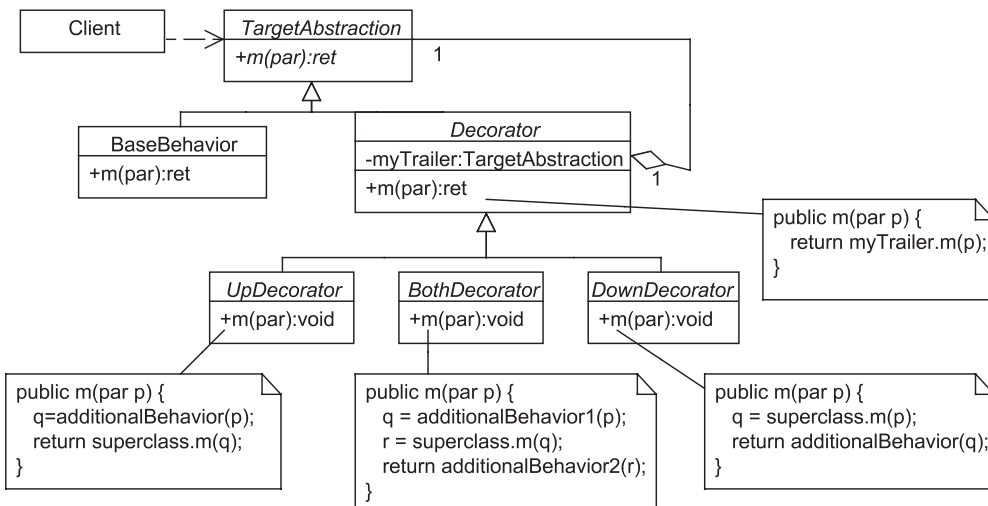 Client
TargetAbstraction
+m(par):ret
1
BaseBehavior
+m(par):ret
Decorator
-myTrailer:TargetAbstraction
+m(par):ret
1
public m(par p) {
return myTrailer.m(p);
}
UpDecorator
+m(par):void
BothDecorator
+m(par):void
DownDecorator
+m(par):void
public m(par p) {
q=additionalBehavior(p);
return superclass.m(q);
}
public m(par p) {
q = additionalBehavior1(p);
r = superclass.m(q);
return additionalBehavior2(r);
}
public m(par p) {
q = superclass.m(p);
return additionalBehavior(q);
}